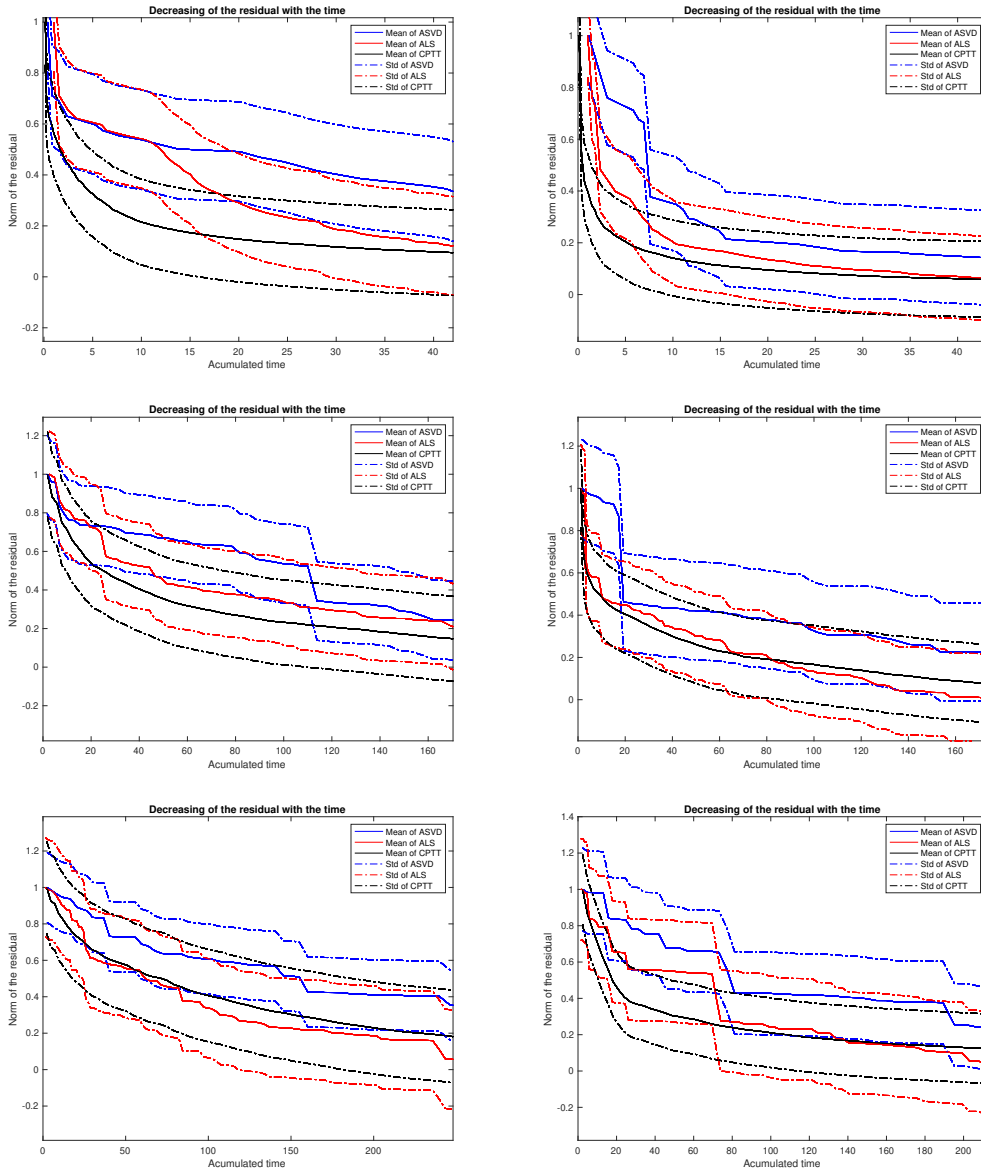 Decreasing of the residual with the time
Norm of the residual
1
0.8
0.6
0.4
0.2
0
-0.2
0 5 10 15 20 25 30 35 40
Acumulated time
Mean of ASVD
Mean of ALS
Mean of CPTT
Std of ASVD
Std of ALS
Std of CPTT
Decreasing of the residual with the time
Norm of the residual
1
0.8
0.6
0.4
0.2
0
0 5 10 15 20 25 30 35 40
Acumulated time
Mean of ASVD
Mean of ALS
Mean of CPTT
Std of ASVD
Std of ALS
Std of CPTT
Decreasing of the residual with the time
Norm of the residual
1.2
1
0.8
0.6
0.4
0.2
0
-0.2
0 20 40 60 80 100 120 140 160
Acumulated time
Mean of ASVD
Mean of ALS
Mean of CPTT
Std of ASVD
Std of ALS
Std of CPTT
Decreasing of the residual with the time
Norm of the residual
1.2
1
0.8
0.6
0.4
0.2
0
0 20 40 60 80 100 120 140 160
Acumulated time
Mean of ASVD
Mean of ALS
Mean of CPTT
Std of ASVD
Std of ALS
Std of CPTT
Decreasing of the residual with the time
Norm of the residual
1.2
1
0.8
0.6
0.4
0.2
0
-0.2
0 50 100 150 200
Acumulated time
Mean of ASVD
Mean of ALS
Mean of CPTT
Std of ASVD
Std of ALS
Std of CPTT
Decreasing of the residual with the time
Norm of the residual
1.4
1.2
1
0.8
0.6
0.4
0.2
0
-0.2
0 20 40 60 80 100 120 140 160 180 200
Acumulated time
Mean of ASVD
Mean of ALS
Mean of CPTT
Std of ASVD
Std of ALS
Std of CPTT